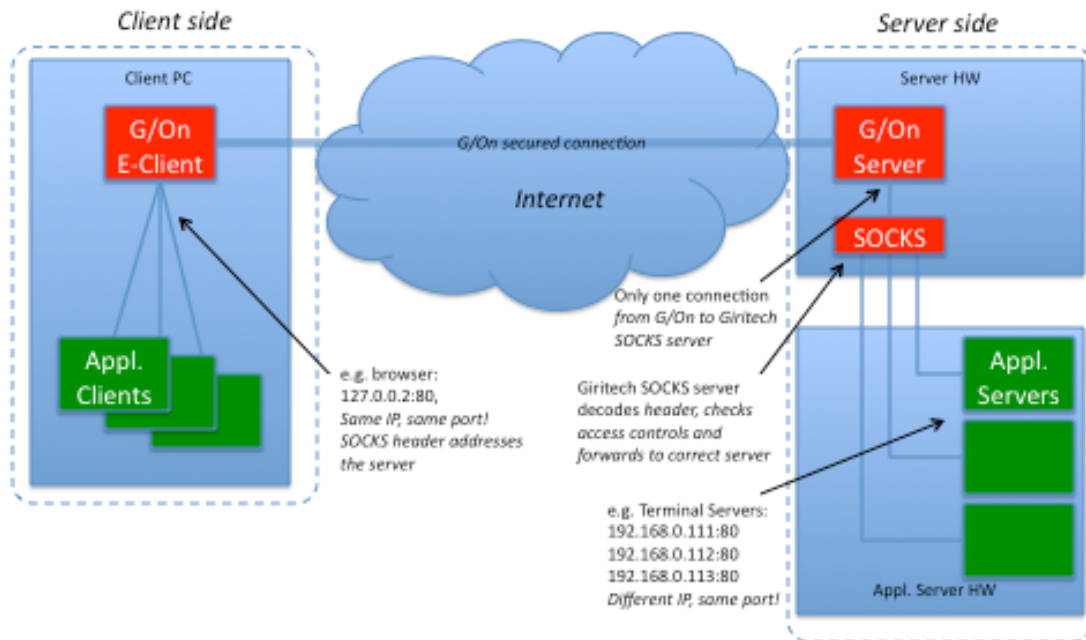 Client side
Server side
Client PC
Server HW
G/On
E-Client
G/On secured connection
G/On
Server
Internet
SOCKS
Only one connection
from G/On to Giritech
SOCKS server
Appl.
Clients
e.g. browser:
127.0.0.2:80,
Same IP, same port!
SOCKS header addresses
the server
Giritech SOCKS server
decodes header, checks
access controls and
forwards to correct server
Appl.
Servers
e.g. Terminal Servers:
192.168.0.111:80
192.168.0.112:80
192.168.0.113:80
Different IP, same port!
Appl. Server HW